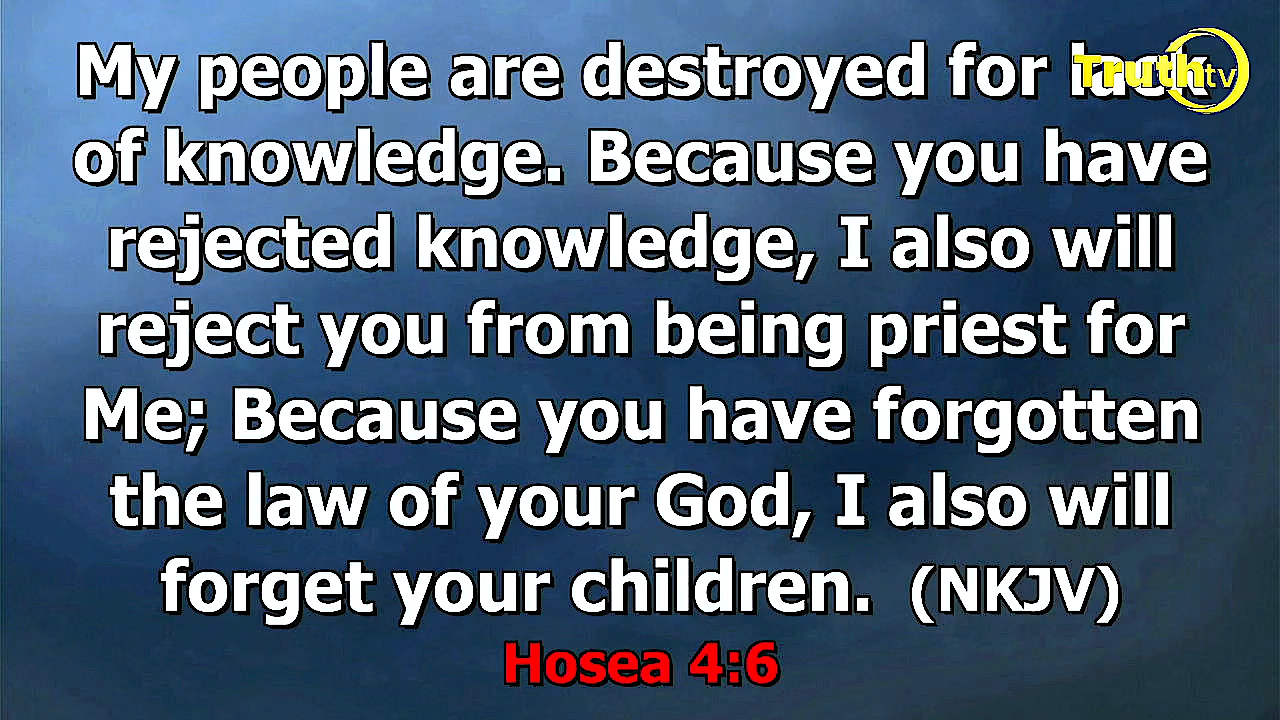 My people are destroyed for lack
of knowledge. Because you have
rejected knowledge, I also will
reject you from being priest for
Me; Because you have forgotten
the law of your God, I also will
forget your children. (NKJV)
Hosea 4:6
Truth tv